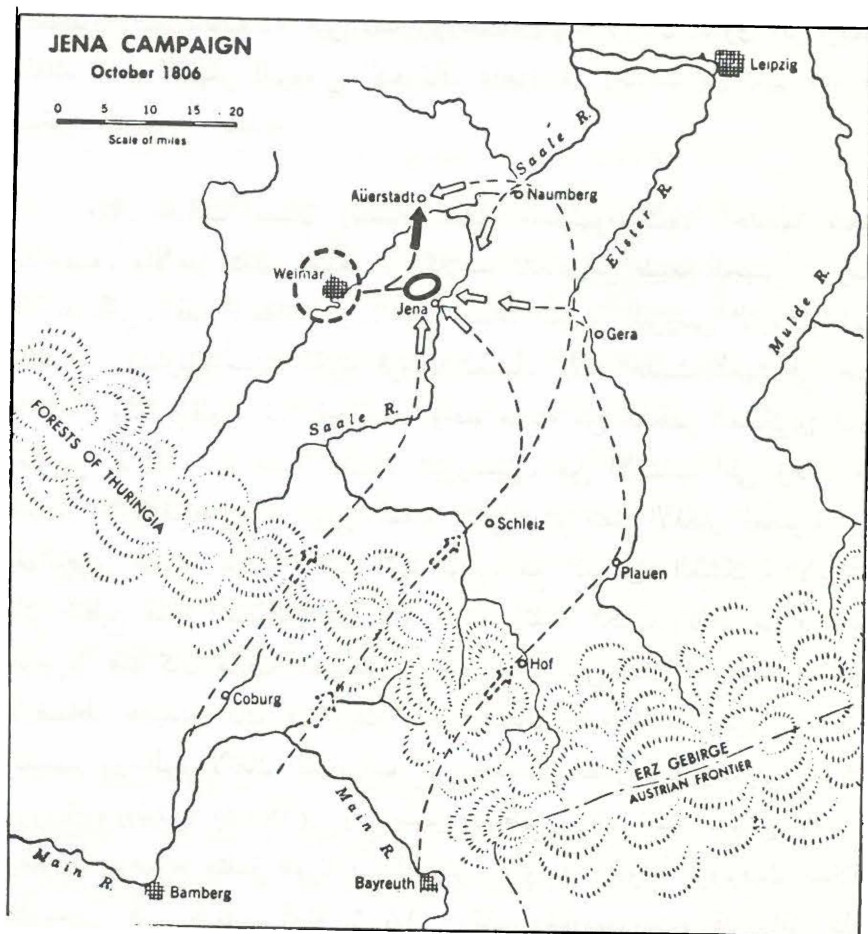 JENA CAMPAIGN
October 1806
0 5 10 15 20
Scale of miles
Leipzig
Saale R.
Aüerstadt
Naumberg
Elster R.
Weimar
Jena
Gera
Mulde R.
Saale R.
FORESTS OF THURINGIA
Schleiz
Plauen
Hof
Coburg
ERZ GEBIRGE
AUSTRIAN FRONTIER
Main R.
Main R.
Bamberg
Bayreuth